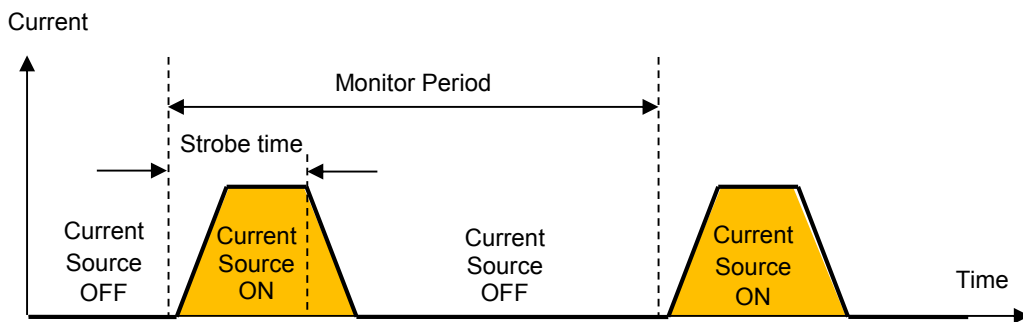 Current
Monitor Period
Strobe time
Current
Source
OFF
Current
Source
ON
Current
Source
OFF
Current
Source
ON
Time